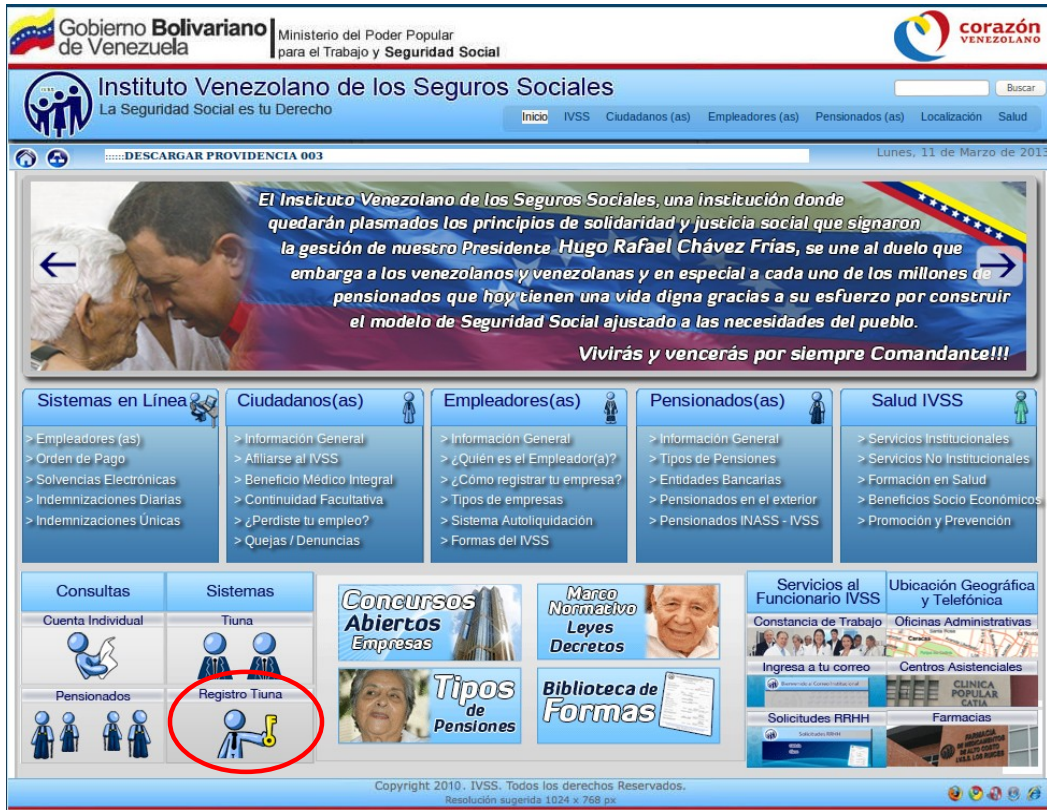 Gobierno Bolivariano
de Venezuela
Ministerio del Poder Popular
para el Trabajo y Seguridad Social
corazón
VENEZOLANO
Instituto Venezolano de los Seguros Sociales
La Seguridad Social es tu Derecho
Buscar
Inicio IVSS Ciudadanos (as) Empleadores (as) Pensionados (as) Localización Salud
::::::DESCARGAR PROVIDENCIA 003
Lunes, 11 de Marzo de 2013
El Instituto Venezolano de los Seguros Sociales, una institución donde
quedarán plasmados los principios de solidaridad y justicia social que signaron
la gestión de nuestro Presidente Hugo Rafael Chávez Frías, se une al duelo que
embarga a los venezolanos y venezolanas y en especial a cada uno de los millones de
pensionados que hoy tienen una vida digna gracias a su esfuerzo por construir
el modelo de Seguridad Social ajustado a las necesidades del pueblo.
Vivirás y vencerás por siempre Comandante!!!
Sistemas en Línea
> Empleadores (as)
> Orden de Pago
> Solvencias Electrónicas
> Indemnizaciones Diarias
> Indemnizaciones Únicas
Ciudadanos(as)
> Información General
> Afiliarse al IVSS
> Beneficio Médico Integral
> Continuidad Facultativa
> ¿Perdiste tu empleo?
> Quejas / Denuncias
Empleadores(as)
> Información General
> ¿Quién es el Empleador(a)?
> ¿Cómo registrar tu empresa?
> Tipos de empresas
> Sistema Autoliquidación
> Formas del IVSS
Pensionados(as)
> Información General
> Tipos de Pensiones
> Entidades Bancarias
> Pensionados en el exterior
> Pensionados INASS - IVSS
Salud IVSS
> Servicios Institucionales
> Servicios No Institucionales
> Formación en Salud
> Beneficios Socio Económicos
> Promoción y Prevención
Consultas
Cuenta Individual
Pensionados
Sistemas
Tiuna
Registro Tiuna
Concursos
Abiertos
Empresas
Marco
Normativo
Leyes
Decretos
Tipos
de
Pensiones
Biblioteca de
Formas
Servicios al
Funcionario IVSS
Constancia de Trabajo
Ingresa a tu correo
Solicitudes RRHH
Solicitudes RRHH
Ubicación Geográfica
y Telefónica
Oficinas Administrativas
Caracas
Centros Asistenciales
CLINICA
POPULAR
CATIA
Farmacias
FARMACIA
DE MEDICAMENTOS
DE ALTO COSTO
I.V.S.S. LOS RUICES
Copyright 2010. IVSS. Todos los derechos Reservados.
Resolución sugerida 1024 x 768 px